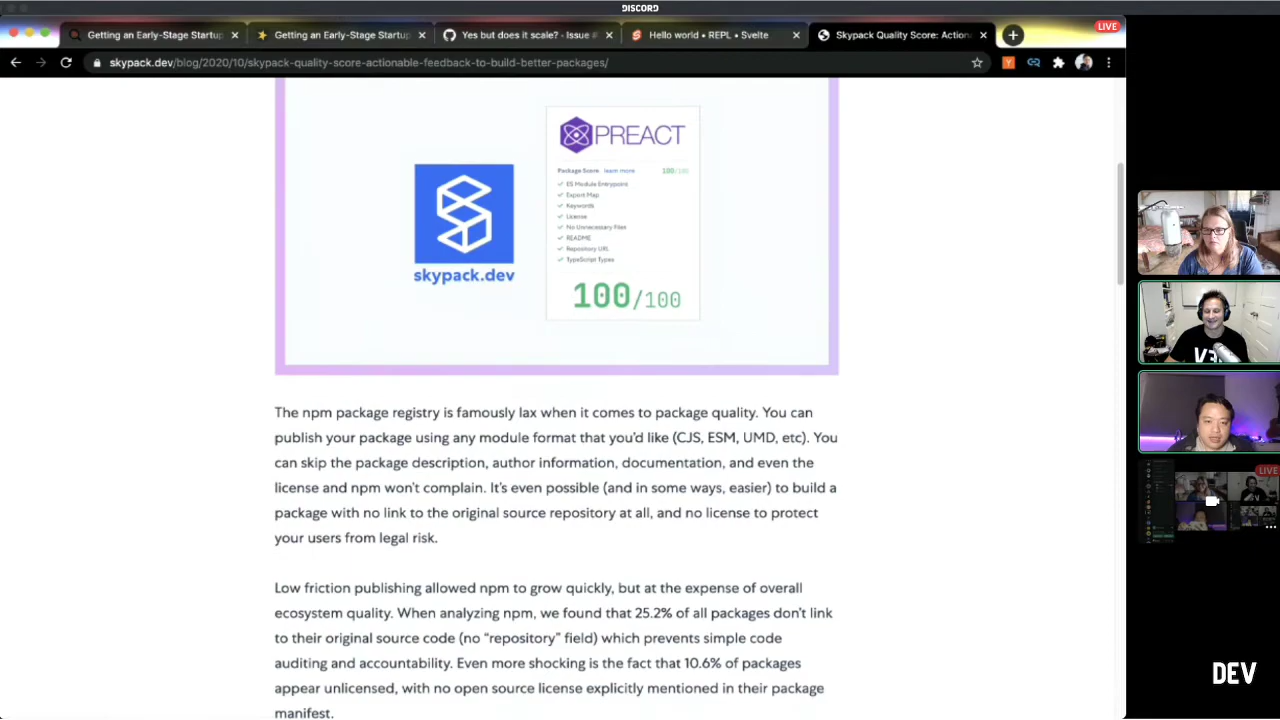 DISCORD
Getting an Early-Stage Startup
Getting an Early-Stage Startup
Yes but does it scale? · Issue #
Hello world • REPL • Svelte
Skypack Quality Score: Action
LIVE
skypack.dev/blog/2020/10/skypack-quality-score-actionable-feedback-to-build-better-packages/
PREACT
Package Score learn more 100/100
ES Module Entrypoint
Export Map
Keywords
License
No Unnecessary Files
README
Repository URL
TypeScript Types
100/100
skypack.dev
The npm package registry is famously lax when it comes to package quality. You can
publish your package using any module format that you'd like (CJS, ESM, UMD, etc). You
can skip the package description, author information, documentation, and even the
license and npm won't complain. It's even possible (and in some ways, easier) to build a
package with no link to the original source repository at all, and no license to protect
your users from legal risk.
Low friction publishing allowed npm to grow quickly, but at the expense of overall
ecosystem quality. When analyzing npm, we found that 25.2% of all packages don't link
to their original source code (no "repository" field) which prevents simple code
auditing and accountability. Even more shocking is the fact that 10.6% of packages
appear unlicensed, with no open source license explicitly mentioned in their package
manifest.
LIVE
DEV